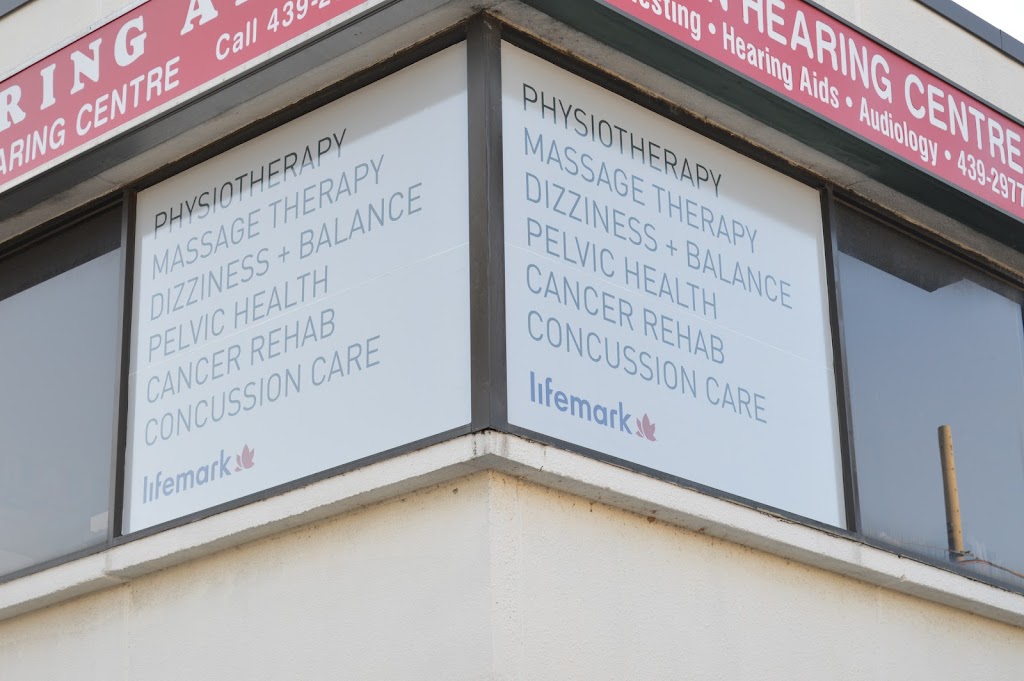 RING
ARING CENTRE
Call 439-2
HEARING CENTRE
Hearing Aids • Audiology • 439-2977
PHYSIOTHERAPY
MASSAGE THERAPY
DIZZINESS + BALANCE
PELVIC HEALTH
CANCER REHAB
CONCUSSION CARE
lifemark
PHYSIOTHERAPY
MASSAGE THERAPY
DIZZINESS + BALANCE
PELVIC HEALTH
CANCER REHAB
CONCUSSION CARE
lifemark